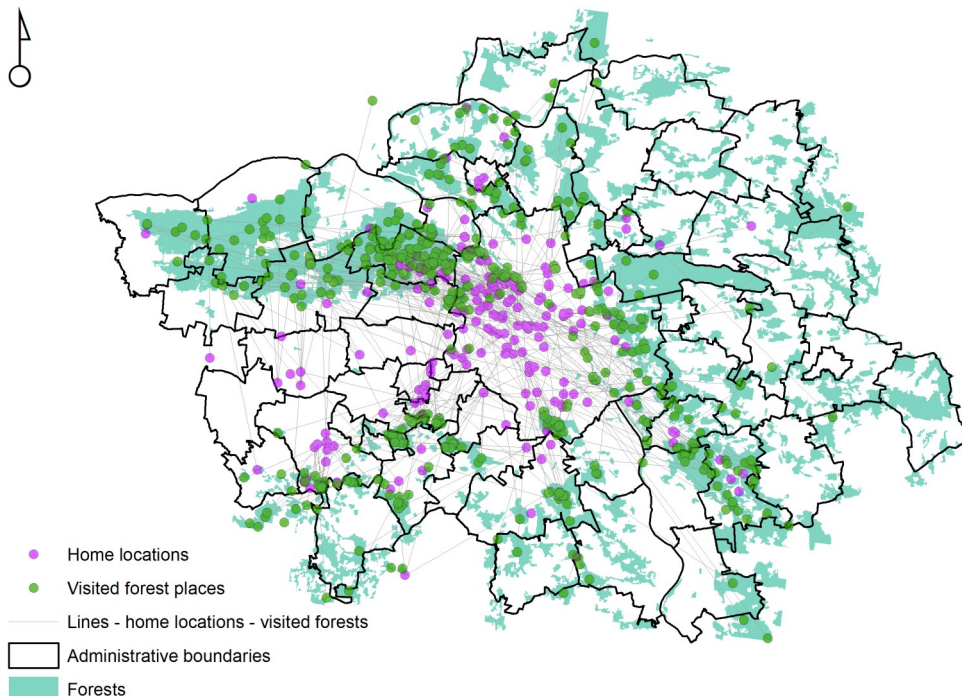 Home locations
Visited forest places
Lines - home locations - visited forests
Administrative boundaries
Forests